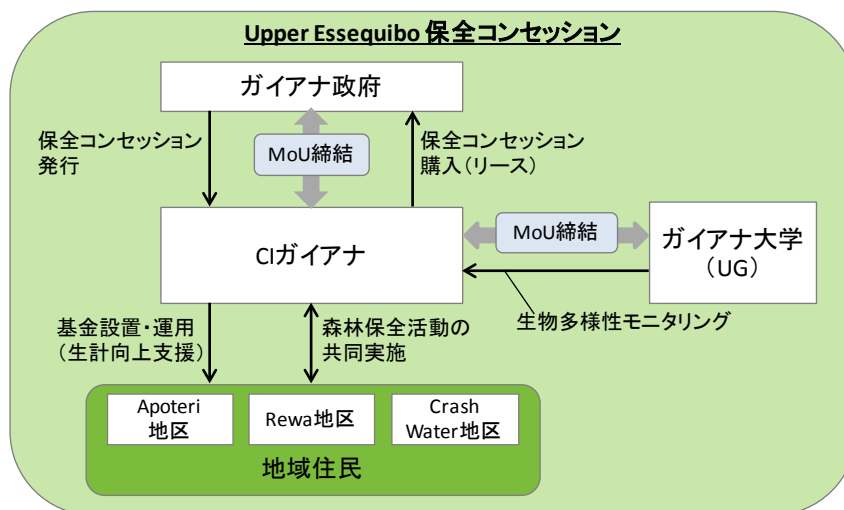 Upper Essequibo 保全コンセッション
ガイアナ政府
保全コンセッション
発行
MoU締結
保全コンセッション
購入(リース)
CIガイアナ
MoU締結
ガイアナ大学
(UG)
生物多様性モニタリング
基金設置・運用
(生計向上支援)
森林保全活動の
共同実施
Apoteri
地区
Rewa地区
Crash
Water地区
地域住民